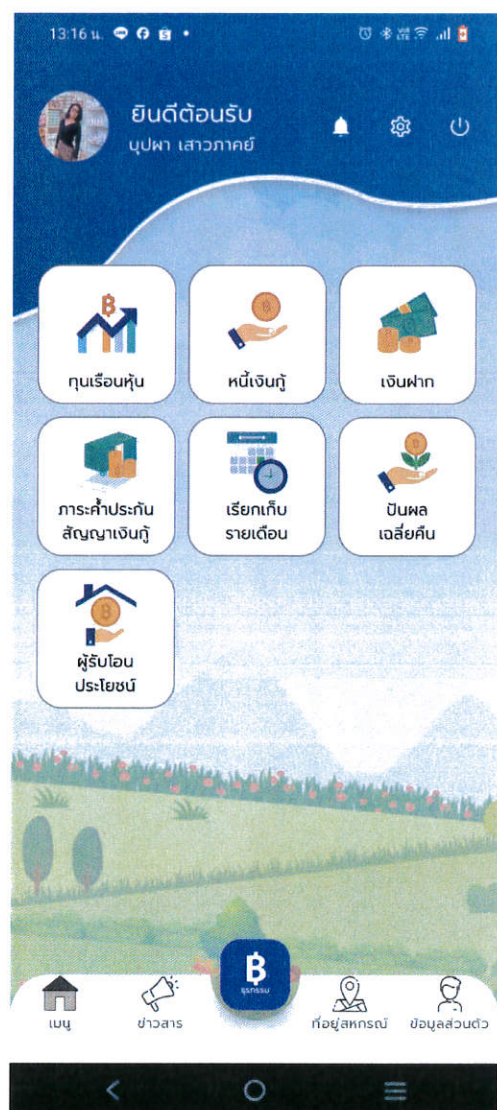 13:16 น.
Vo) LTE
ยินดีต้อนรับ
บุปผา เสาวภาคย์
ทุนเรือนหุ้น
หนี้เงินกู้
เงินฝาก
ภาระค้ำประกัน
สัญญาเงินกู้
เรียกเก็บ
รายเดือน
ปันผล
เฉลี่ยคืน
ผู้รับโอน
ประโยชน์
ธุรกรรม
เมนู
ข่าวสาร
ที่อยู่สหกรณ์
ข้อมูลส่วนตัว